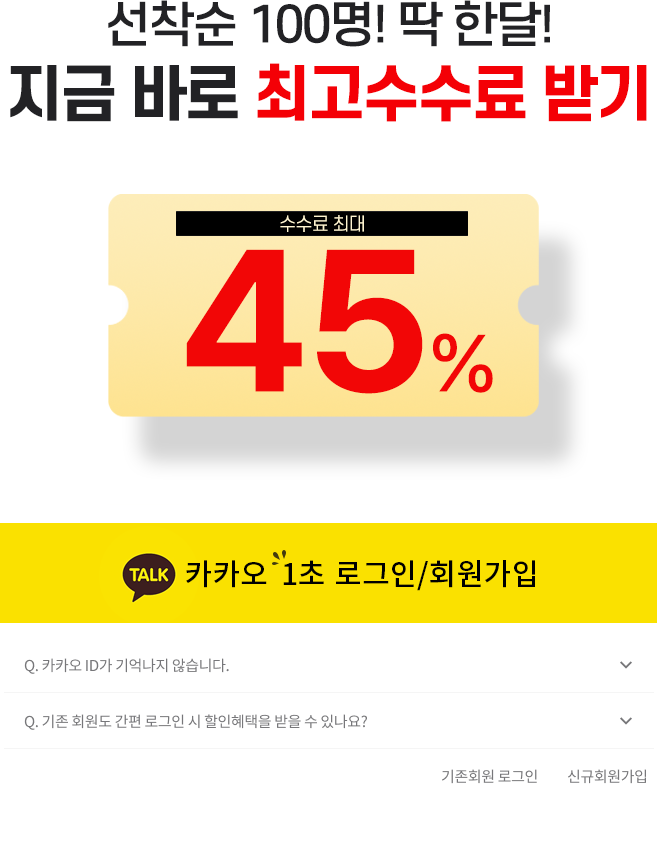 선착순 100명! 딱 한달!
지금 바로 최고수수료 받기
수수료 최대
45%
TALK 카카오 1초 로그인/회원가입
Q. 카카오 ID가 기억나지 않습니다.
Q. 기존 회원도 간편 로그인 시 할인혜택을 받을 수 있나요?
기존회원 로그인 신규회원가입